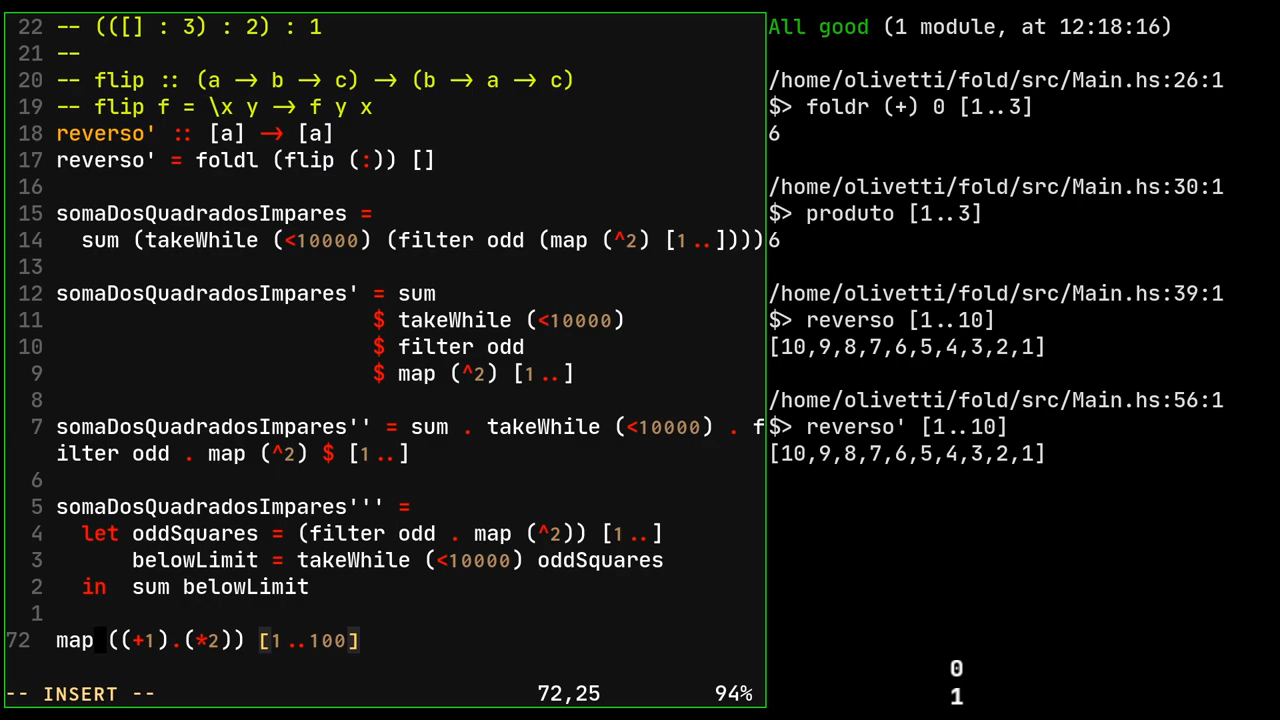 22 -- (([] : 3) : 2) : 1
21 --
20 -- flip :: (a -> b -> c) -> (b -> a -> c)
19 -- flip f = \x y -> f y x
18 reverso' :: [a] -> [a]
17 reverso' = foldl (flip (:)) []
16
15 somaDosQuadradosImpares =
14   sum (takeWhile (<10000) (filter odd (map (^2) [1..])))
13
12 somaDosQuadradosImpares' = sum
11                          $ takeWhile (<10000)
10                          $ filter odd
9                          $ map (^2) [1..]
8
7 somaDosQuadradosImpares'' = sum . takeWhile (<10000) . f
ilter odd . map (^2) $ [1..]
6
5 somaDosQuadradosImpares''' =
4   let oddSquares = (filter odd . map (^2)) [1..]
3       belowLimit = takeWhile (<10000) oddSquares
2   in  sum belowLimit
1
72 map ((+1).(*2)) [1..100]
-- INSERT -- 72,25 94%
All good (1 module, at 12:18:16)
/home/olivetti/fold/src/Main.hs:26:1
$> foldr (+) 0 [1..3]
6
/home/olivetti/fold/src/Main.hs:30:1
$> produto [1..3]
6
/home/olivetti/fold/src/Main.hs:39:1
$> reverso [1..10]
[10,9,8,7,6,5,4,3,2,1]
/home/olivetti/fold/src/Main.hs:56:1
$> reverso' [1..10]
[10,9,8,7,6,5,4,3,2,1]
0
1